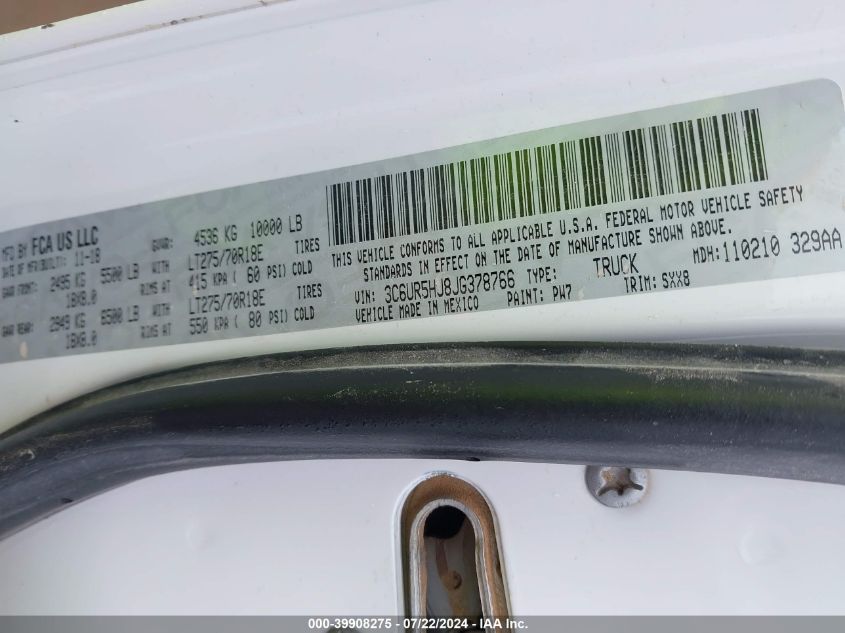 MFD BY FCA US LLC
DATE OF MFR(BUILT): 11-18 GVWR: 4536 KG 10000 LB
GAWR FRONT: 2495 KG 5500 LB WITH LT275/70R18E TIRES
18X8.0 RIMS AT 415 KPA ( 60 PSI) COLD
GAWR REAR: 2949 KG 6500 LB WITH LT275/70R18E TIRES
18X8.0 RIMS AT 550 KPA ( 80 PSI) COLD
THIS VEHICLE CONFORMS TO ALL APPLICABLE U.S.A. FEDERAL MOTOR VEHICLE SAFETY
STANDARDS IN EFFECT ON THE DATE OF MANUFACTURE SHOWN ABOVE.
VIN: 3C6UR5HJ8JG378766 TYPE: TRUCK MDH: 110210 329AA
VEHICLE MADE IN MEXICO PAINT: PW7 TRIM: SXX8
000-39908275 - 07/22/2024 - IAA Inc.